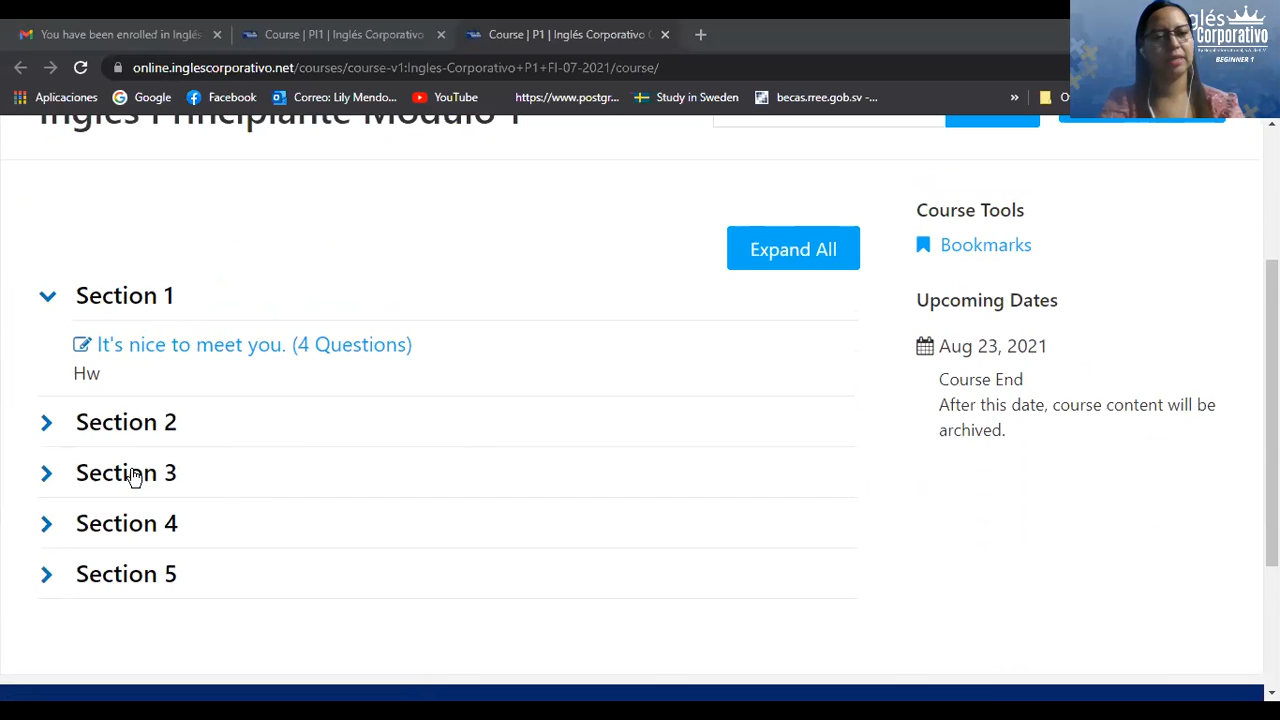 You have been enrolled in Inglés
Course | PI1 | Inglés Corporativo
Course | P1 | Inglés Corporativo
online.inglescorporativo.net/courses/course-v1:Ingles-Corporativo+P1+FI-07-2021/course/
Aplicaciones
Google
Facebook
Correo: Lily Mendo...
YouTube
https://www.postgr...
Study in Sweden
becas.rree.gob.sv -...
»
Inglés
Corporativo
BEGINNER 1
Inglés Principiante Módulo 1
Expand All
Section 1
It's nice to meet you. (4 Questions)
Hw
Section 2
Section 3
Section 4
Section 5
Course Tools
Bookmarks
Upcoming Dates
Aug 23, 2021
Course End
After this date, course content will be
archived.